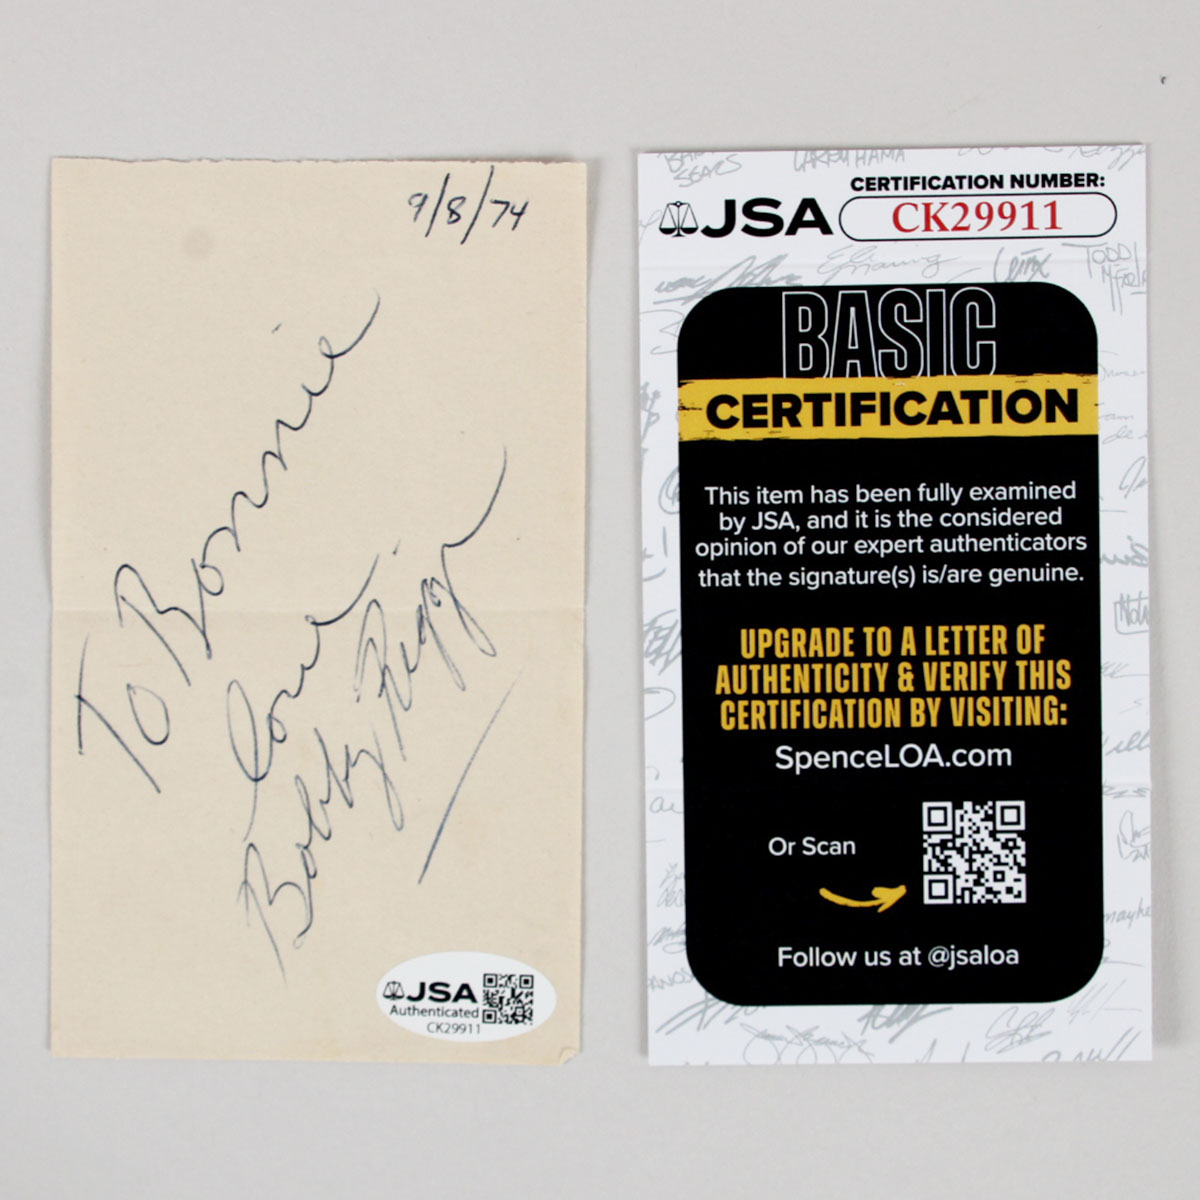 9/8/74
To Bonnie
Love
Bobby Riggs
JSA
Authenticated
CK29911
CERTIFICATION NUMBER:
JSA CK29911
BASIC
CERTIFICATION
This item has been fully examined
by JSA, and it is the considered
opinion of our expert authenticators
that the signature(s) is/are genuine.
UPGRADE TO A LETTER OF
AUTHENTICITY & VERIFY THIS
CERTIFICATION BY VISITING:
SpenceLOA.com
Or Scan
Follow us at @jsaloa